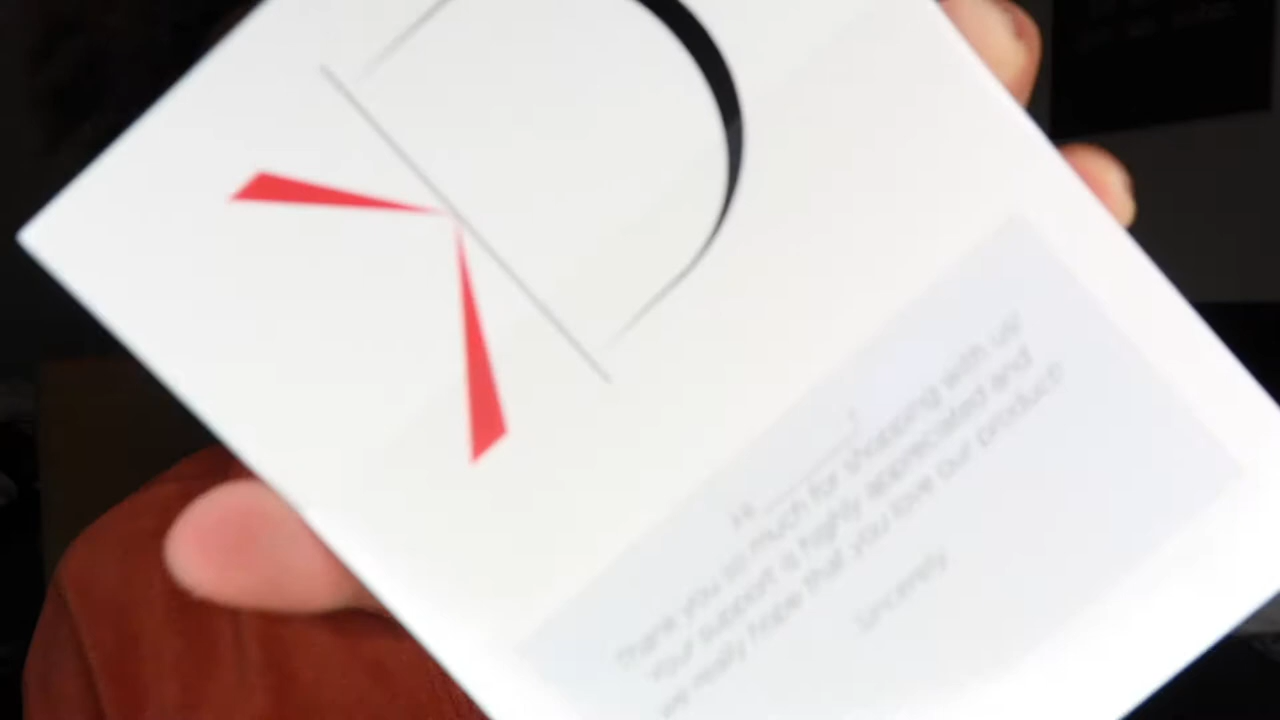 Hi ________,
Thank you so much for shopping with us!
Your support is highly appreciated and
we really hope that you love our product!
Sincerely